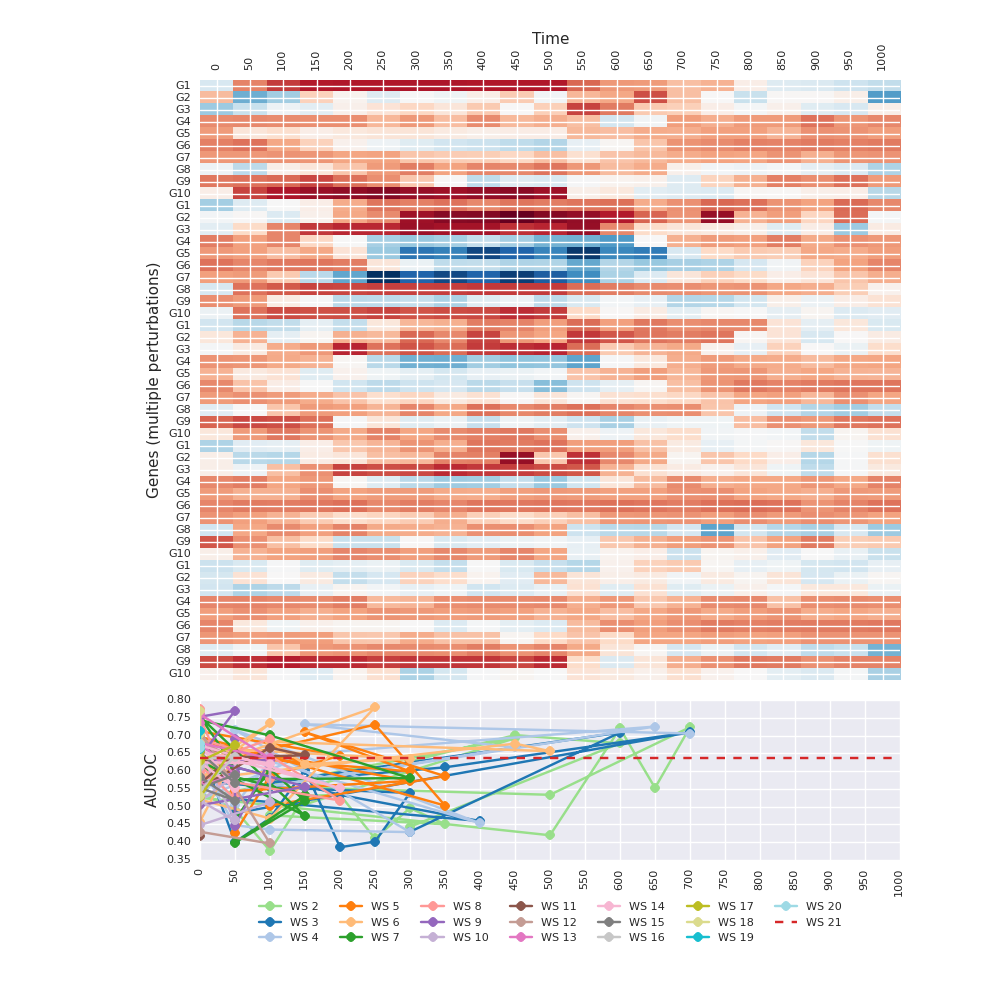 Time
0 50 100 150 200 250 300 350 400 450 500 550 600 650 700 750 800 850 900 950 1000
Genes (multiple perturbations)
G1
G2
G3
G4
G5
G6
G7
G8
G9
G10
G1
G2
G3
G4
G5
G6
G7
G8
G9
G10
G1
G2
G3
G4
G5
G6
G7
G8
G9
G10
G1
G2
G3
G4
G5
G6
G7
G8
G9
G10
G1
G2
G3
G4
G5
G6
G7
G8
G9
G10
AUROC
0.80
0.75
0.70
0.65
0.60
0.55
0.50
0.45
0.40
0.35
0 50 100 150 200 250 300 350 400 450 500 550 600 650 700 750 800 850 900 950 1000
WS 2 WS 5 WS 8 WS 11 WS 14 WS 17 WS 20
WS 3 WS 6 WS 9 WS 12 WS 15 WS 18 WS 21
WS 4 WS 7 WS 10 WS 13 WS 16 WS 19